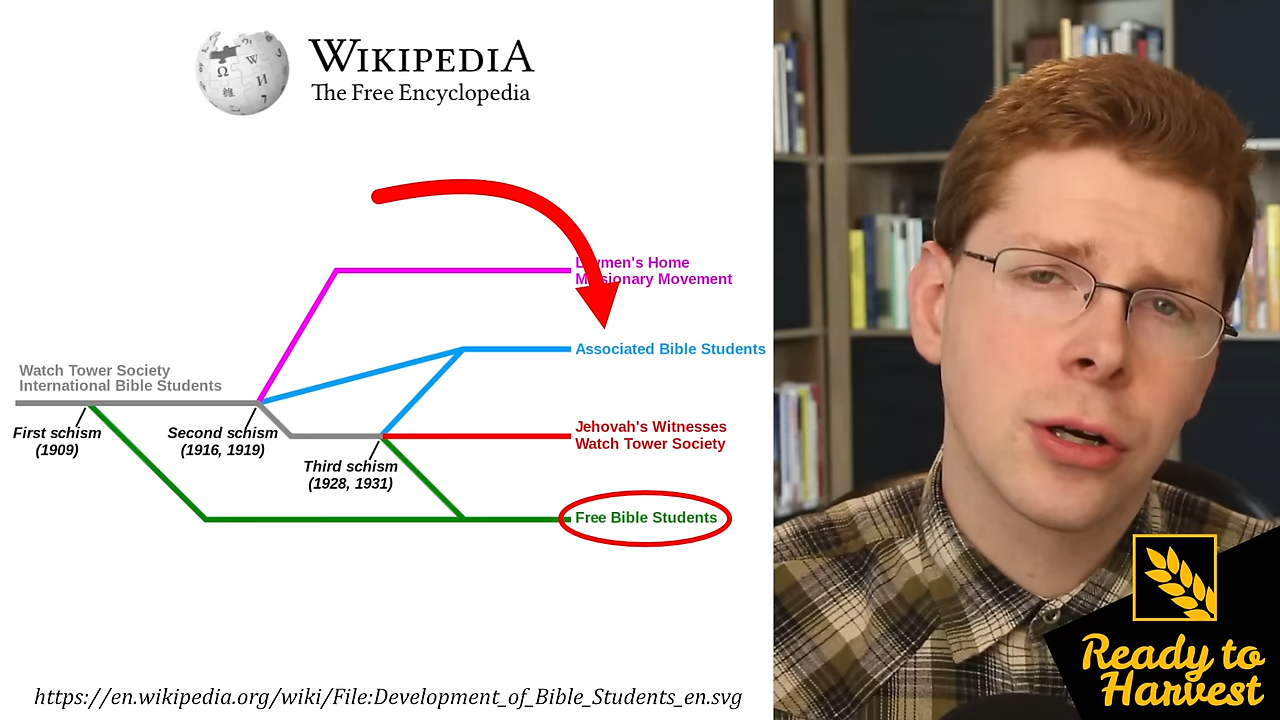 WIKIPEDIA
The Free Encyclopedia
Laymen's Home
Missionary Movement
Associated Bible Students
Watch Tower Society
International Bible Students
First schism
(1909)
Second schism
(1916, 1919)
Jehovah's Witnesses
Watch Tower Society
Third schism
(1928, 1931)
Free Bible Students
https://en.wikipedia.org/wiki/File:Development_of_Bible_Students_en.svg
Ready to
Harvest